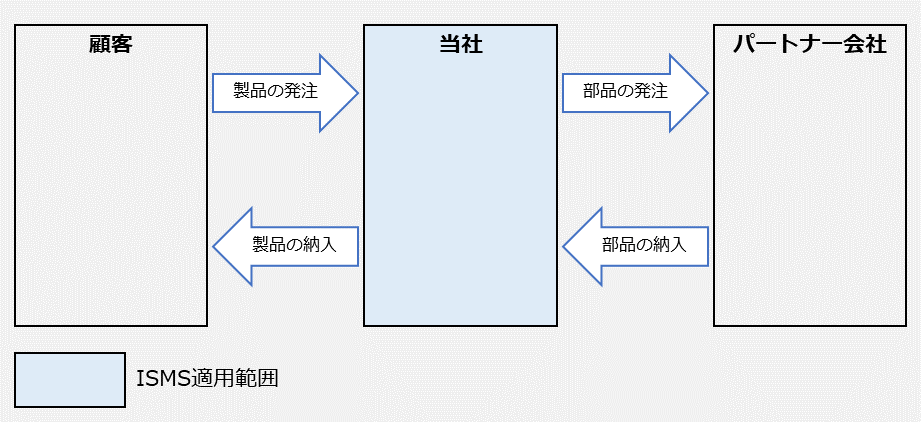 顧客
当社
パートナー会社
製品の発注
部品の発注
製品の納入
部品の納入
ISMS適用範囲